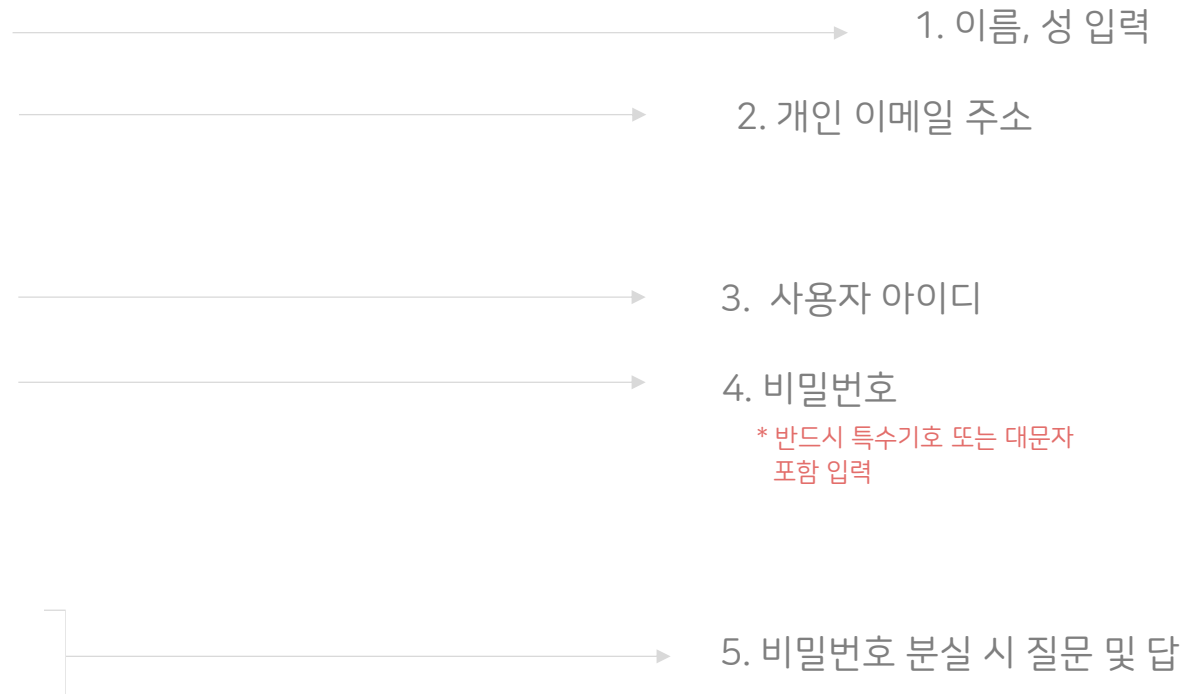 1. 이름, 성 입력
2. 개인 이메일 주소
3. 사용자 아이디
4. 비밀번호
* 반드시 특수기호 또는 대문자
포함 입력
5. 비밀번호 분실 시 질문 및 답